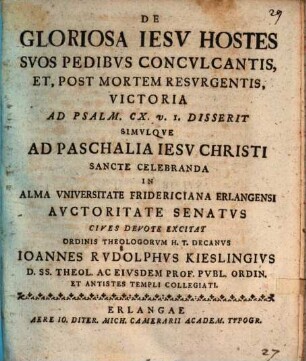 29
DE
GLORIOSA IESV HOSTES
SVOS PEDIBVS CONCVLCANTIS,
ET, POST MORTEM RESVRGENTIS,
VICTORIA
AD PSALM. CX. v. 1. DISSERIT
SIMVLQVE
AD PASCHALIA IESV CHRISTI
SANCTE CELEBRANDA
IN
ALMA VNIVERSITATE FRIDERICIANA ERLANGENSI
AVCTORITATE SENATVS
CIVES DEVOTE EXCITAT
ORDINIS THEOLOGORVM H. T. DECANVS
IOANNES RVDOLPHVS KIESLINGIVS
D. SS. THEOL. AC EIVSDEM PROF. PVBL. ORDIN.
ET ANTISTES TEMPLI COLLEGIATI.
ERLANGAE
AERE IO. DITER. MICH. CAMERARII ACADEM. TYPOGR.
27